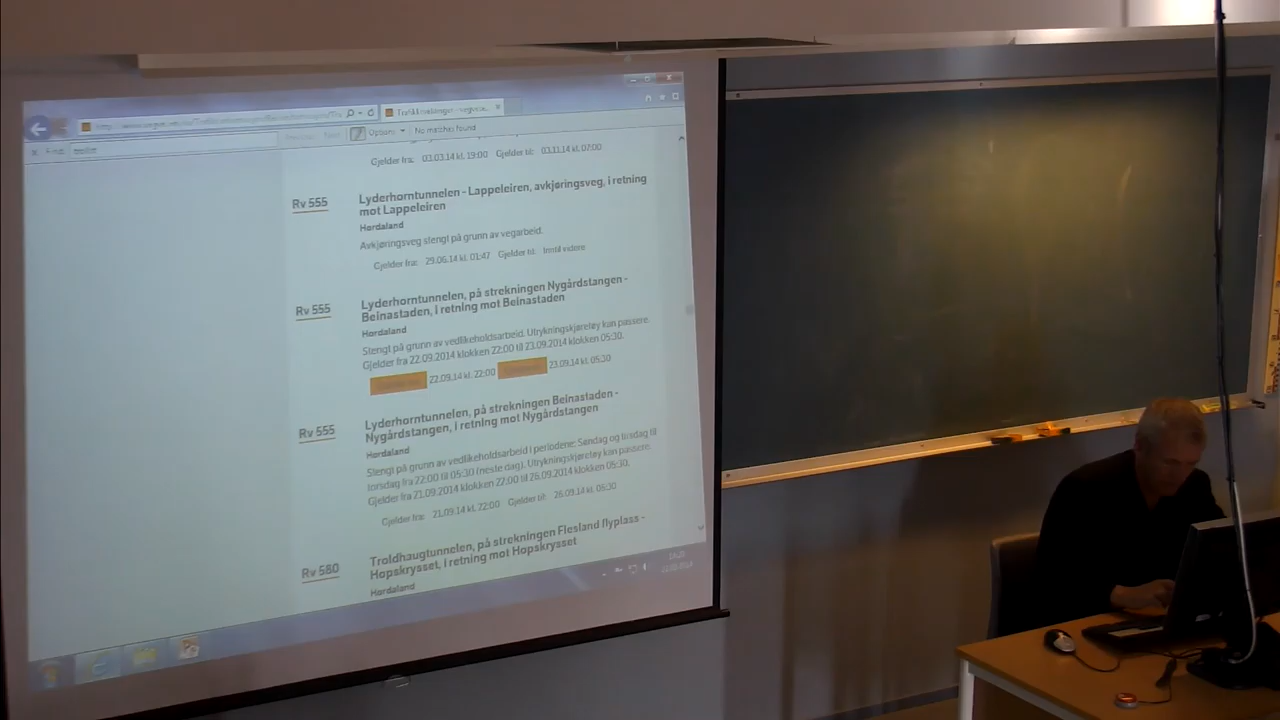 Trafikkmeldinger - vegvese...
Options
No matches found
Gjelder fra: 03.03.14 kl. 19:00 Gjelder til: 03.11.14 kl. 07:00
Rv 555
Lyderhorntunnelen - Lappeleiren, avkjøringsveg, i retning
mot Lappeleiren
Hordaland
Avkjøringsveg stengt på grunn av vegarbeid.
Gjelder fra: 29.06.14 kl. 01:47 Gjelder til: Inntil videre
Rv 555
Lyderhorntunnelen, på strekningen Nygårdstangen -
Beinastaden, i retning mot Beinastaden
Hordaland
Stengt på grunn av vedlikeholdsarbeid. Utrykningskjøretøy kan passere.
Gjelder fra 22.09.2014 klokken 22:00 til 23.09.2014 klokken 05:30.
22.09.14 kl. 22:00 23.09.14 kl. 05:30
Rv 555
Lyderhorntunnelen, på strekningen Beinastaden -
Nygårdstangen, i retning mot Nygårdstangen
Hordaland
Stengt på grunn av vedlikeholdsarbeid i periodene: Søndag og tirsdag til
torsdag fra 22:00 til 05:30 (neste dag). Utrykningskjøretøy kan passere.
Gjelder fra 21.09.2014 klokken 22:00 til 26.09.2014 klokken 05:30.
Gjelder fra: 21.09.14 kl. 22:00 Gjelder til: 26.09.14 kl. 05:30
Rv 580
Troldhaugtunnelen, på strekningen Flesland flyplass -
Hopskrysset, i retning mot Hopskrysset
Hordaland